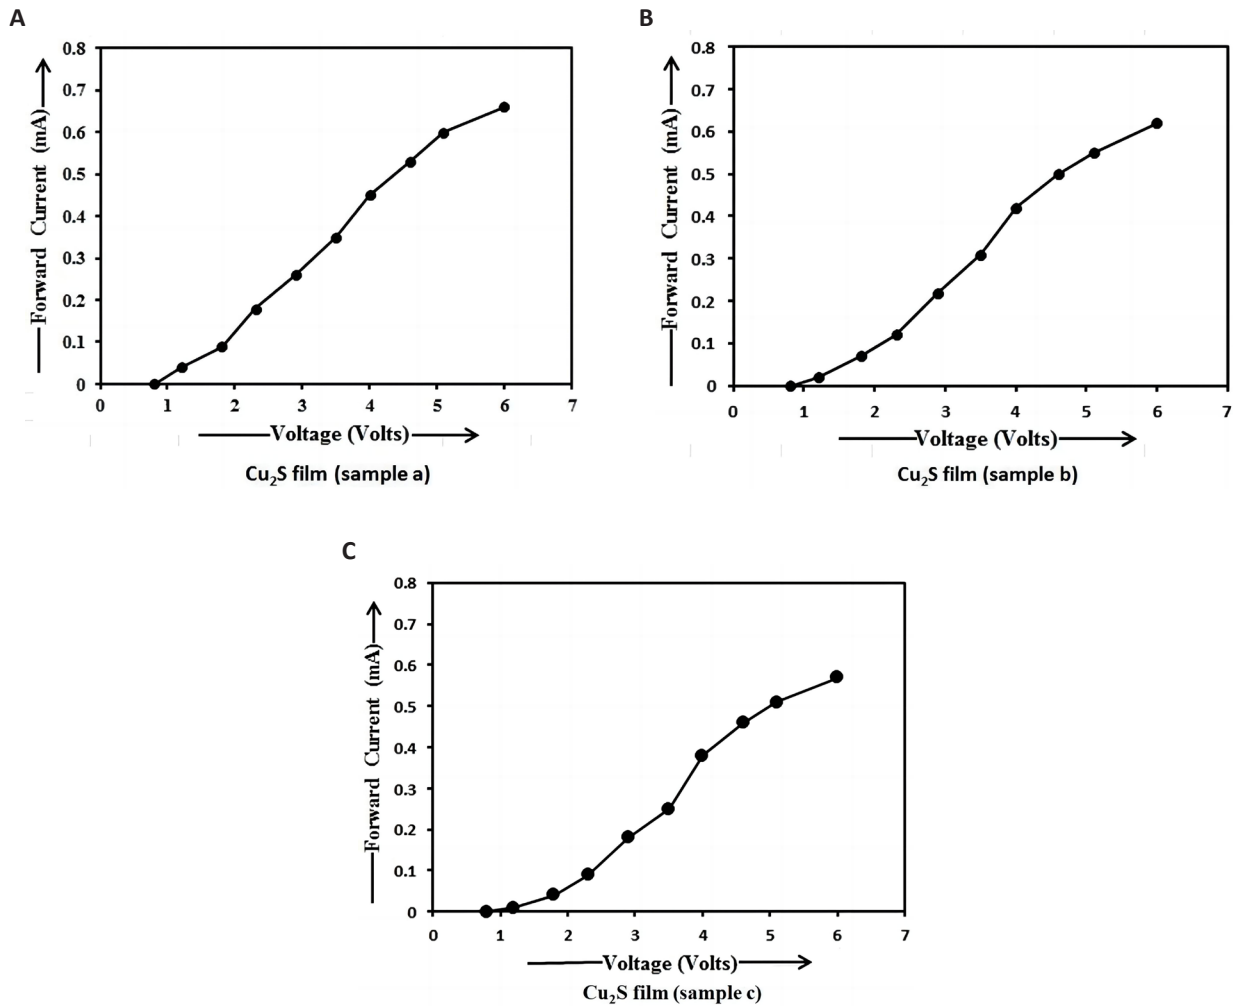 A
0.8
0.7
0.6
0.5
0.4
0.3
0.2
0.1
0
Forward Current (mA)
0 1 2 3 4 5 6 7
Voltage (Volts)
Cu₂S film (sample a)
B
0.8
0.7
0.6
0.5
0.4
0.3
0.2
0.1
0
Forward Current (mA)
0 1 2 3 4 5 6 7
Voltage (Volts)
Cu₂S film (sample b)
C
0.8
0.7
0.6
0.5
0.4
0.3
0.2
0.1
0
Forward Current (mA)
0 1 2 3 4 5 6 7
Voltage (Volts)
Cu₂S film (sample c)